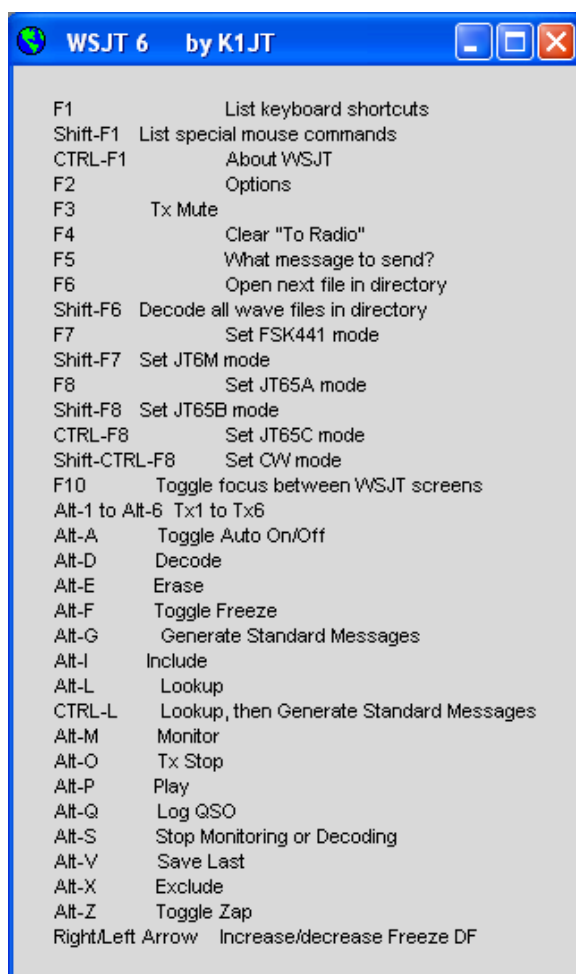 WSJT 6 by K1JT
F1 List keyboard shortcuts
Shift-F1 List special mouse commands
CTRL-F1 About WSJT
F2 Options
F3 Tx Mute
F4 Clear "To Radio"
F5 What message to send?
F6 Open next file in directory
Shift-F6 Decode all wave files in directory
F7 Set FSK441 mode
Shift-F7 Set JT6M mode
F8 Set JT65A mode
Shift-F8 Set JT65B mode
CTRL-F8 Set JT65C mode
Shift-CTRL-F8 Set CW mode
F10 Toggle focus between WSJT screens
Alt-1 to Alt-6 Tx1 to Tx6
Alt-A Toggle Auto On/Off
Alt-D Decode
Alt-E Erase
Alt-F Toggle Freeze
Alt-G Generate Standard Messages
Alt-I Include
Alt-L Lookup
CTRL-L Lookup, then Generate Standard Messages
Alt-M Monitor
Alt-O Tx Stop
Alt-P Play
Alt-Q Log QSO
Alt-S Stop Monitoring or Decoding
Alt-V Save Last
Alt-X Exclude
Alt-Z Toggle Zap
Right/Left Arrow Increase/decrease Freeze DF